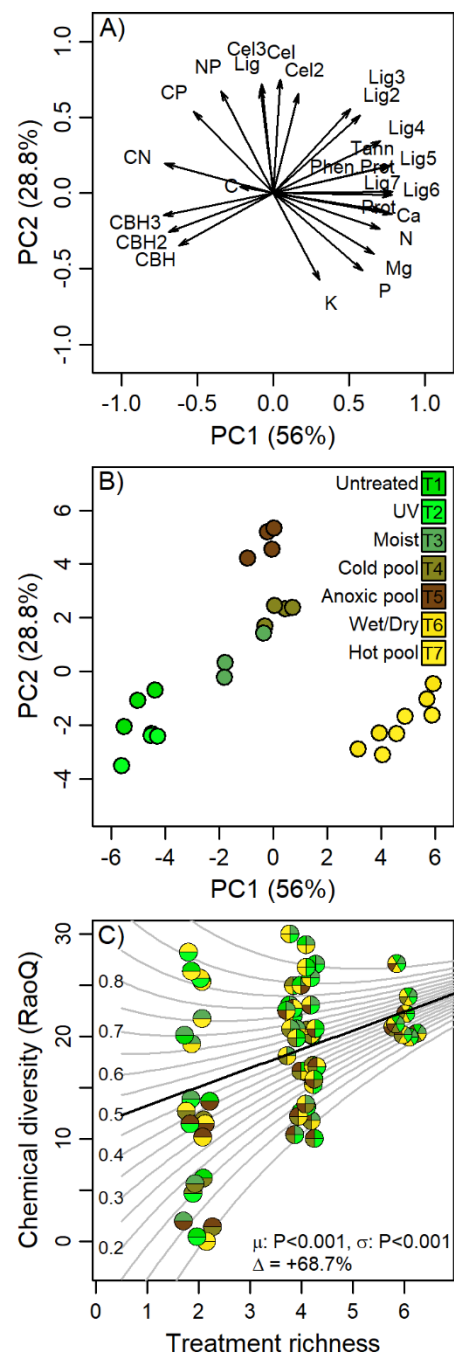 A)
1.0
0.5
0.0
-0.5
-1.0
PC2 (28.8%)
Cel3 Cel
NP Lig Cel2
CP
Lig3
Lig2
Lig4
Tann
CN
Phen Prot Lig5
C
Lig7 Lig6
Prot Ca
CBH3
CBH2
CBH
N
Mg
K
P
-1.0 -0.5 0.0 0.5 1.0
PC1 (56%)
B)
6
4
2
0
-2
-4
PC2 (28.8%)
Untreated T1
UV T2
Moist T3
Cold pool T4
Anoxic pool T5
Wet/Dry T6
Hot pool T7
-6 -4 -2 0 2 4 6
PC1 (56%)
C)
30
20
10
0
Chemical diversity (RaoQ)
0.8
0.7
0.6
0.5
0.4
0.3
0.2
μ: P<0.001, σ: P<0.001
Δ = +68.7%
0 1 2 3 4 5 6
Treatment richness